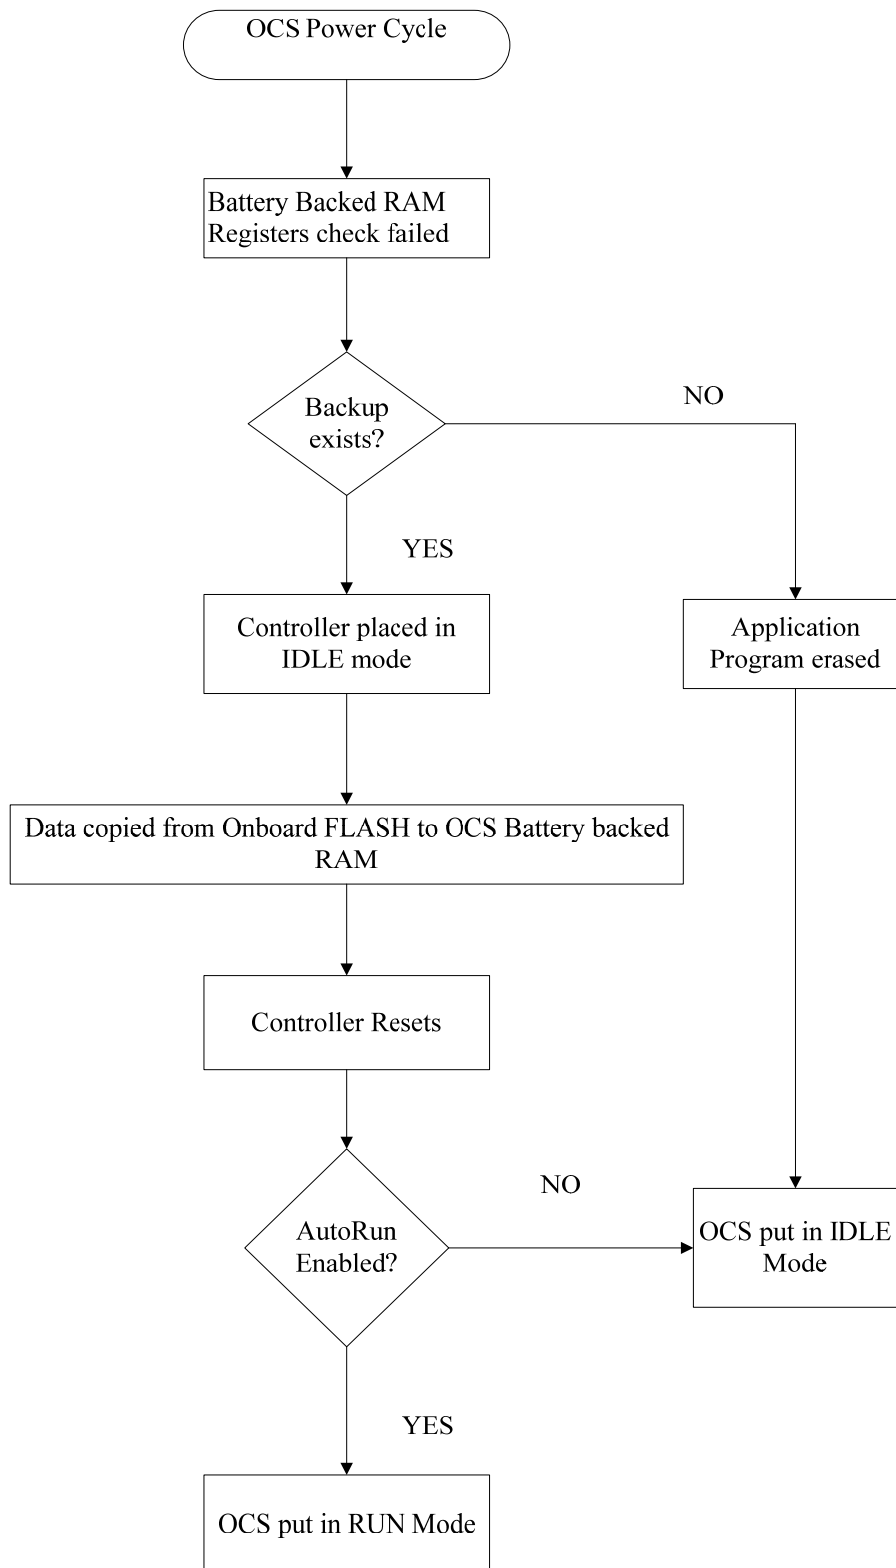 OCS Power Cycle
Battery Backed RAM
Registers check failed
NO
Backup
exists?
YES
Controller placed in
IDLE mode
Application
Program erased
Data copied from Onboard FLASH to OCS Battery backed
RAM
Controller Resets
NO
AutoRun
Enabled?
OCS put in IDLE
Mode
YES
OCS put in RUN Mode